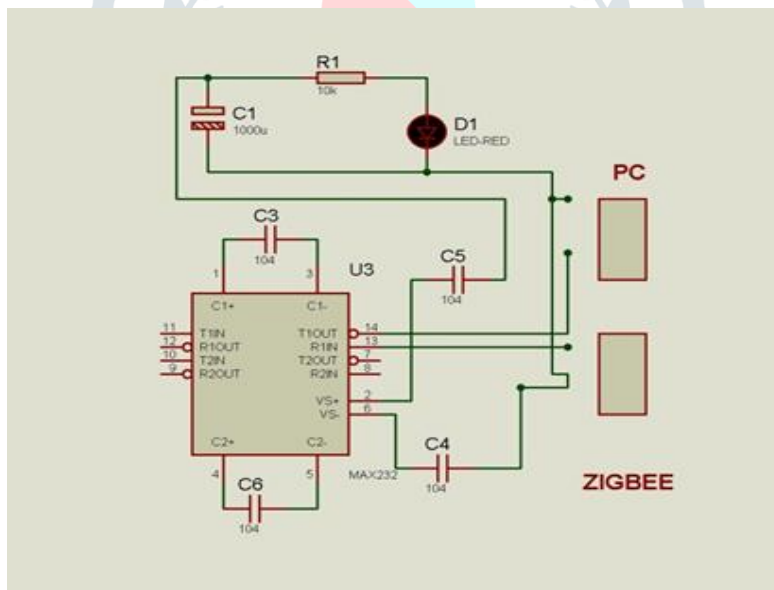 R1
10k
C1
1000u
D1
LED-RED
PC
C3
104
U3
C5
104
1
3
C1+
C1-
11
T1IN
T1OUT
14
12
R1OUT
R1IN
13
10
T2IN
T2OUT
7
9
R2OUT
R2IN
8
VS+
2
VS-
6
C2+
C2-
4
5
MAX232
C4
104
C6
104
ZIGBEE